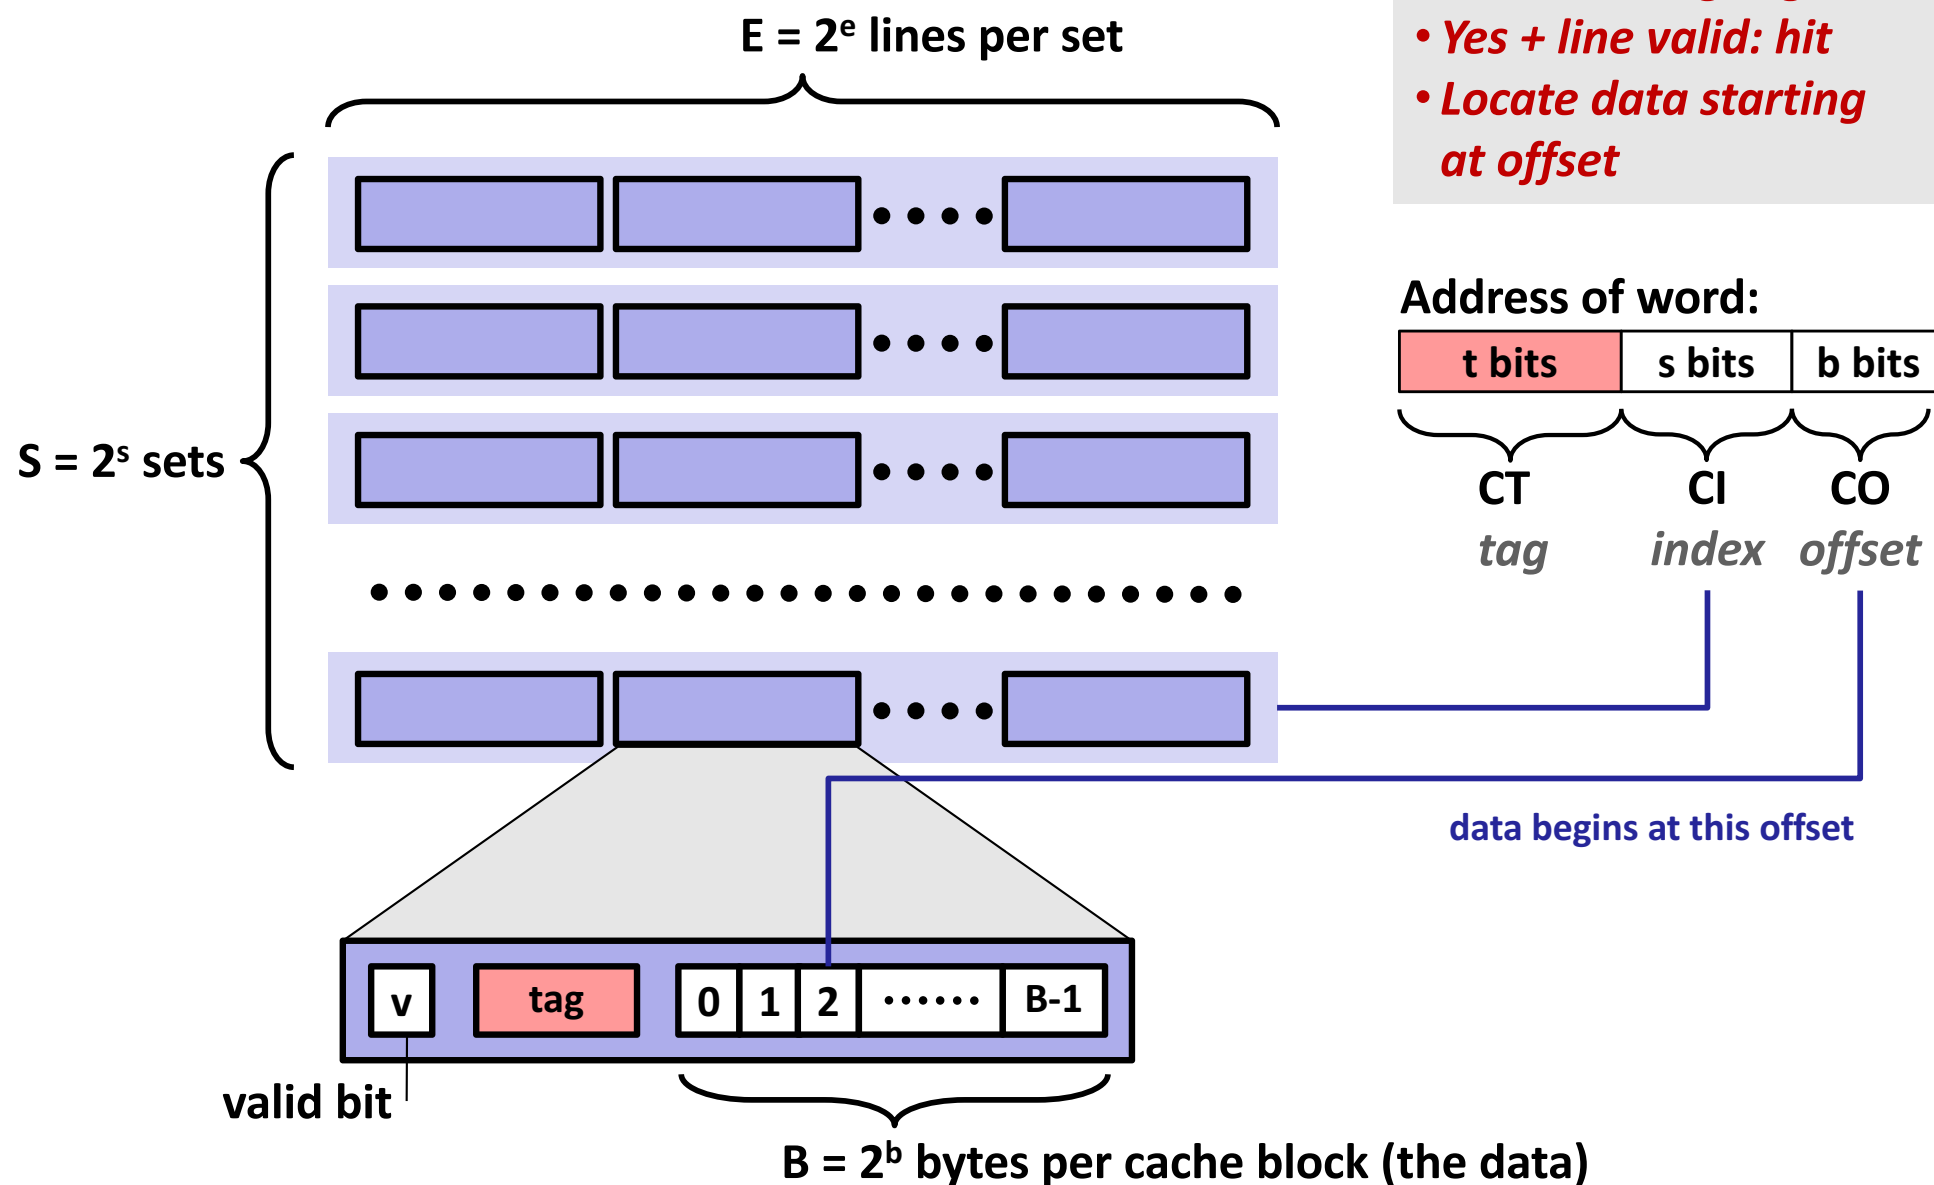 E = 2ᵉ lines per set
• Yes + line valid: hit
• Locate data starting
at offset
Address of word:
t bits s bits b bits
S = 2ˢ sets
CT CI CO
tag index offset
data begins at this offset
v tag 0 1 2 B-1
valid bit
B = 2ᵇ bytes per cache block (the data)